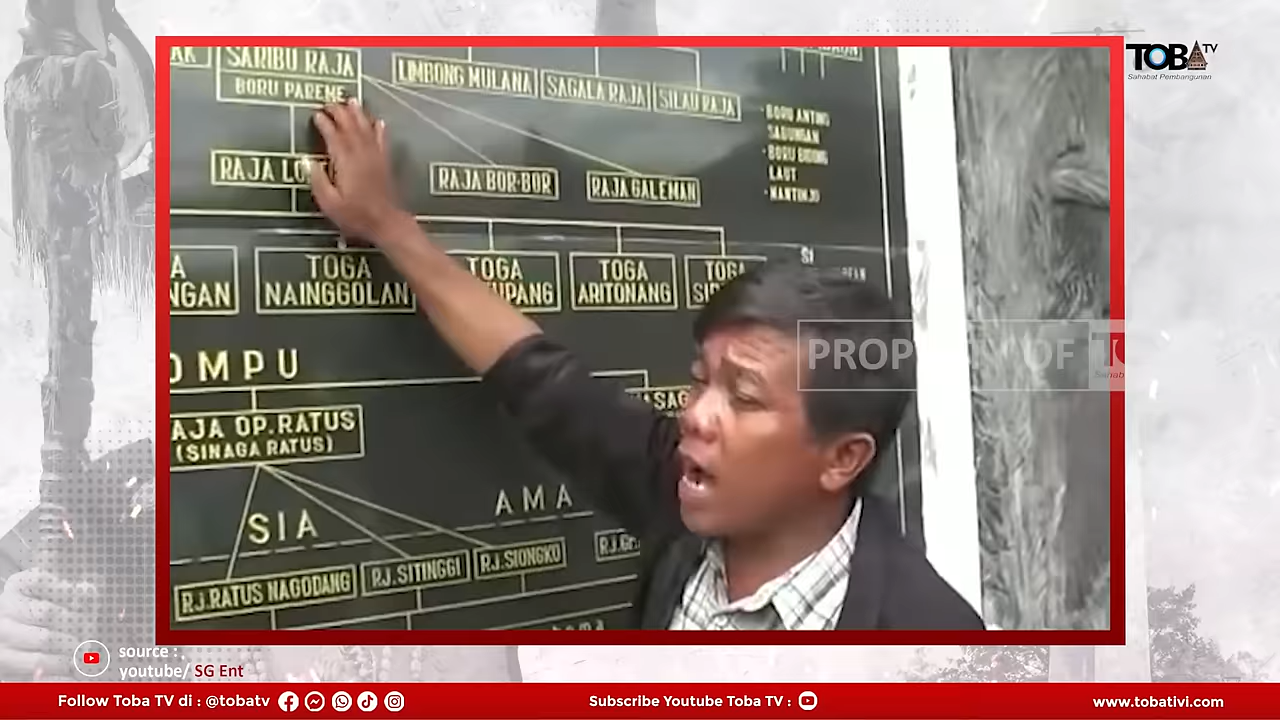 TOBA TV
Sahabat Pembangunan
SARIBU RAJA
BORU PAREME
LIMBONG MULANA
SAGALA RAJA
SILAU RAJA
BORU ANTING
SABUNGAN
BORU BIDING
LAUT
NANTINJO
RAJA
RAJA BOR-BOR
RAJA GALEMAN
TOGA
NAINGGOLAN
TOGA
TOGA
ARITONANG
PROPERTY OF
OMPU
RAJA OP.RATUS
(SINAGA RATUS)
AMA
SIA
RJ.RATUS NAGODANG
RJ.SITINGGI
RJ.SIONGKO
source :
youtube/ SG Ent
Follow Toba TV di : @tobatv
Subscribe Youtube Toba TV :
www.tobativi.com